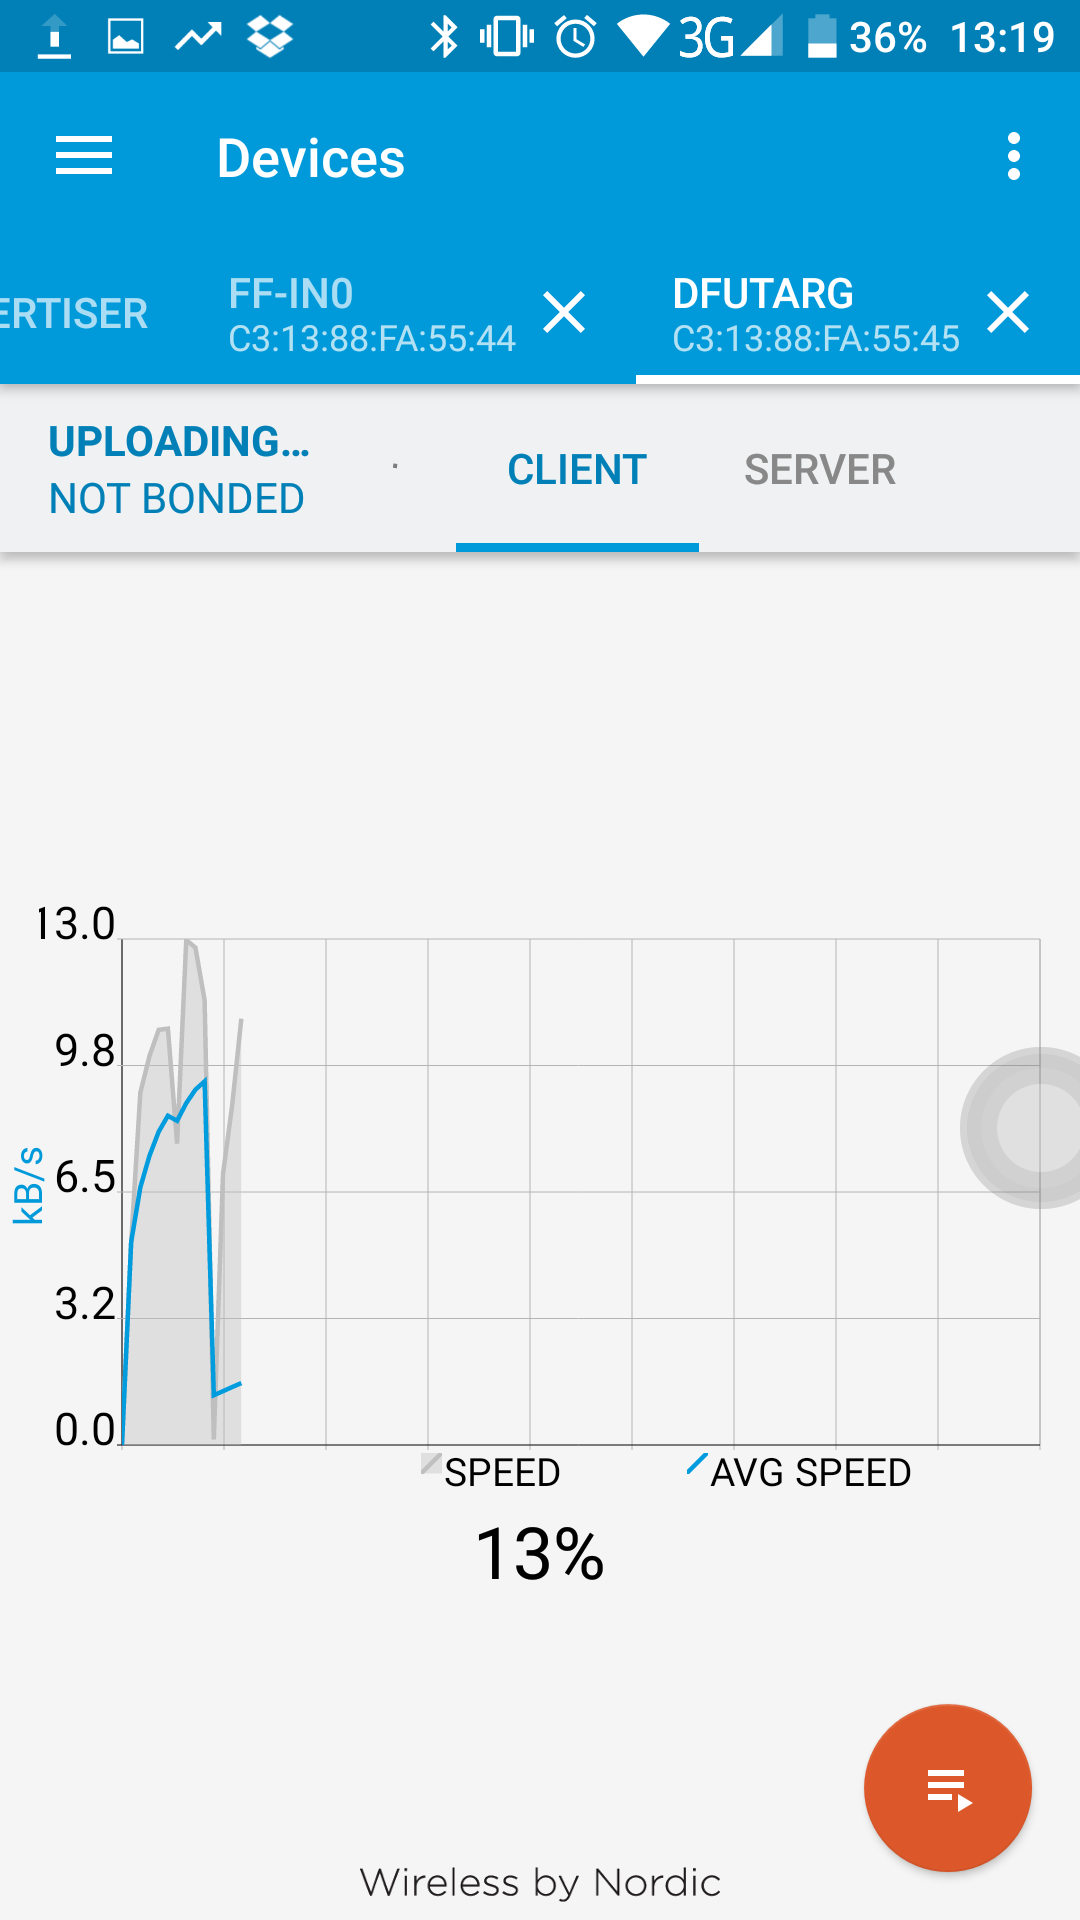 3G 36% 13:19
Devices
ERTISER
FF-IN0
C3:13:88:FA:55:44
DFUTARG
C3:13:88:FA:55:45
UPLOADING...
NOT BONDED
CLIENT
SERVER
13.0
9.8
6.5
3.2
0.0
kB/s
SPEED
AVG SPEED
13%
Wireless by Nordic